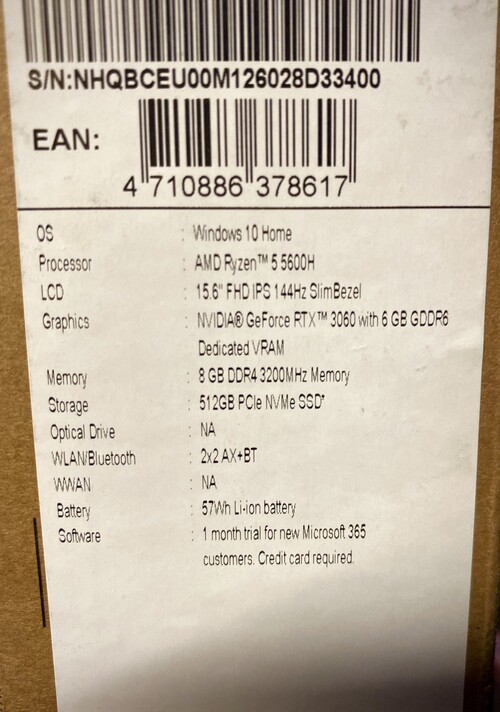 S/N:NHQBCEU00M126028D33400
EAN:
4 710886 378617
OS : Windows 10 Home
Processor : AMD Ryzen™ 5 5600H
LCD : 15.6" FHD IPS 144Hz SlimBezel
Graphics : NVIDIA® GeForce RTX™ 3060 with 6 GB GDDR6
Dedicated VRAM
Memory : 8 GB DDR4 3200MHz Memory
Storage : 512GB PCIe NVMe SSD*
Optical Drive : NA
WLAN/Bluetooth : 2x2 AX+BT
WWAN : NA
Battery : 57Wh Li-ion battery
Software : 1 month trial for new Microsoft 365
customers. Credit card required.